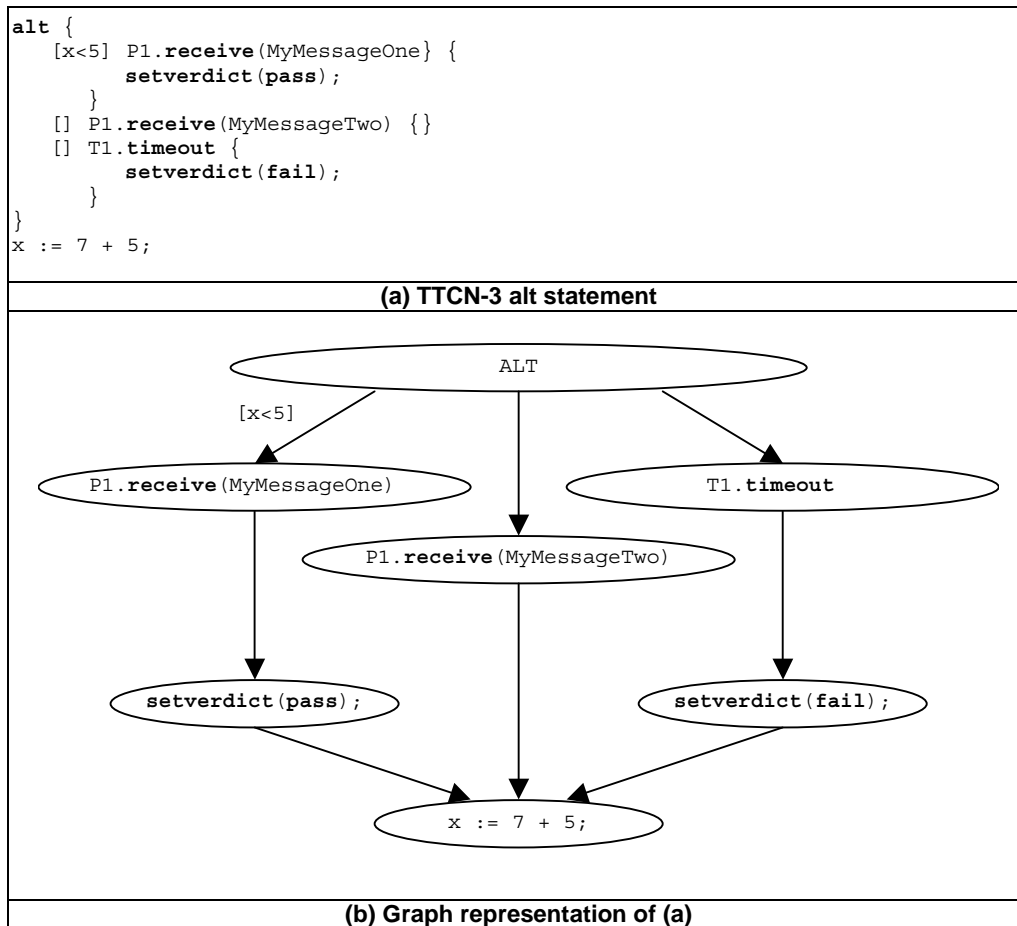 alt {
[x<5] P1.receive(MyMessageOne} {
setverdict(pass);
}
[] P1.receive(MyMessageTwo) {}
[] T1.timeout {
setverdict(fail);
}
}
x := 7 + 5;
(a) TTCN-3 alt statement
ALT
[x<5]
P1.receive(MyMessageOne)
T1.timeout
P1.receive(MyMessageTwo)
setverdict(pass);
setverdict(fail);
x := 7 + 5;
(b) Graph representation of (a)